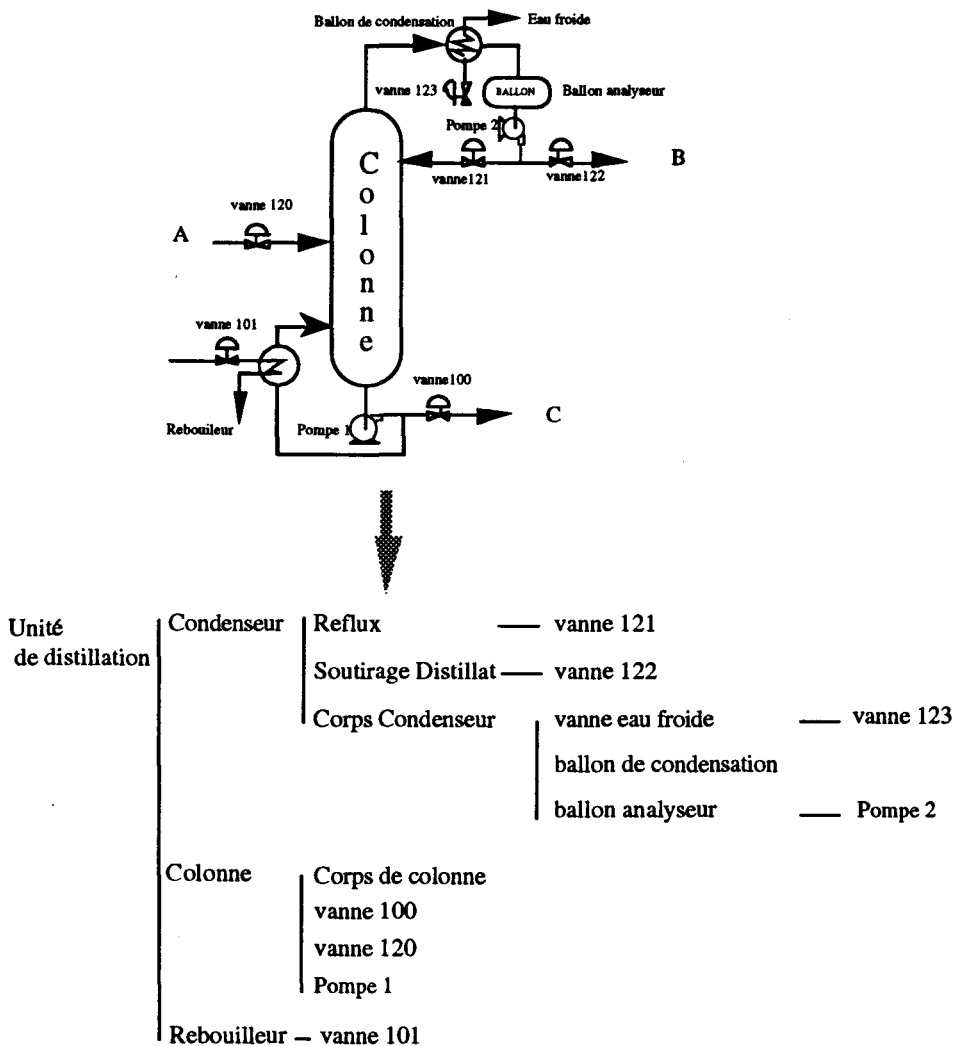 Ballon de condensation
Eau froide
vanne 123
BALLON
Ballon analyseur
Pompe 2
vanne121
vanne122
B
Colonne
vanne 120
A
vanne 101
vanne100
Rebouileur
Pompe 1
C
Unité
de distillation
Condenseur
Reflux
vanne 121
Soutirage Distillat
vanne 122
Corps Condenseur
vanne eau froide
vanne 123
ballon de condensation
ballon analyseur
Pompe 2
Colonne
Corps de colonne
vanne 100
vanne 120
Pompe 1
Rebouilleur
vanne 101